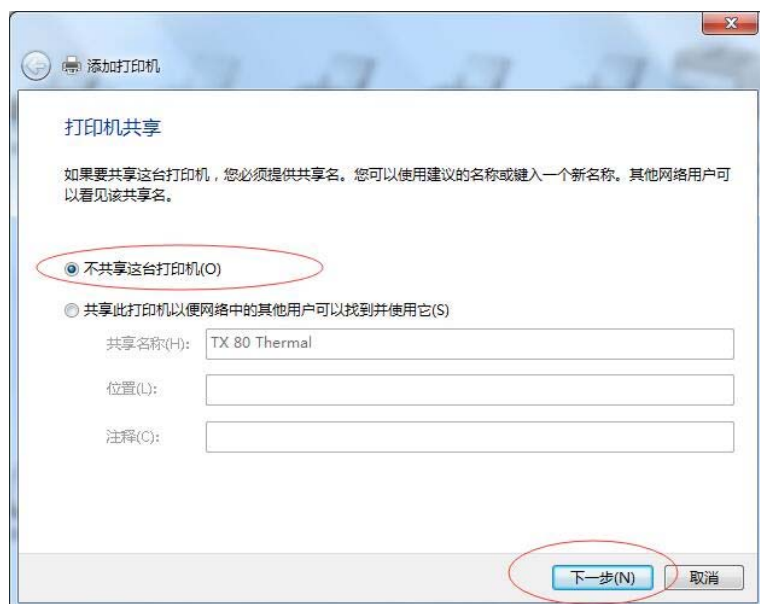 添加打印机
打印机共享
如果要共享这台打印机，您必须提供共享名。您可以使用建议的名称或键入一个新名称。其他网络用户可
以看见该共享名。
不共享这台打印机(O)
共享此打印机以便网络中的其他用户可以找到并使用它(S)
共享名称(H): TX 80 Thermal
位置(L):
注释(C):
下一步(N) 取消